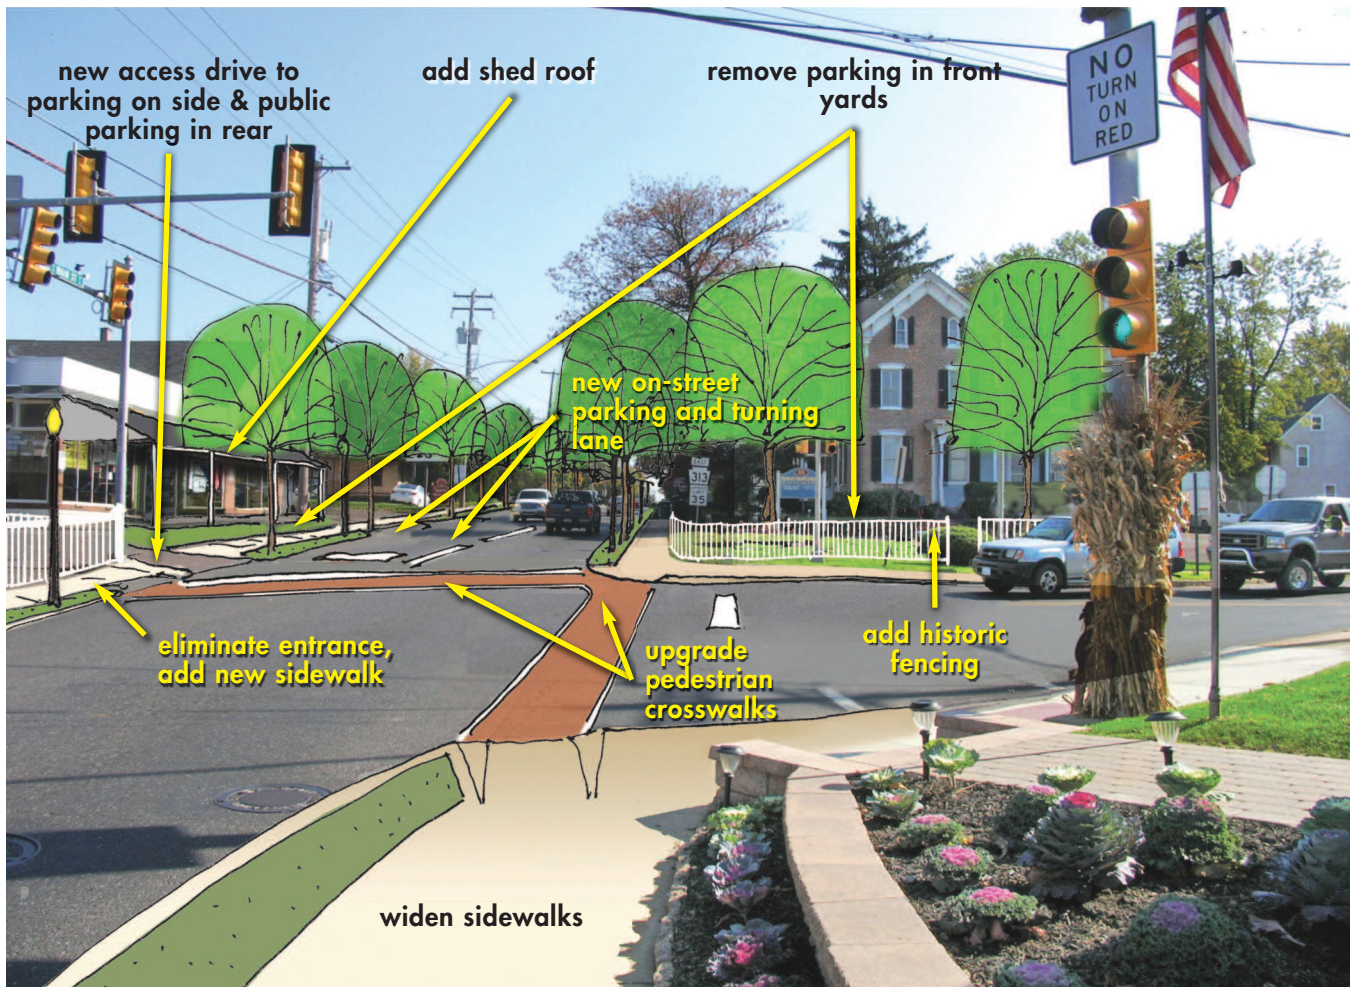 new access drive to
parking on side & public
parking in rear
add shed roof
remove parking in front
yards
NO
TURN
ON
RED
new on-street
parking and turning
lane
313
35
eliminate entrance,
add new sidewalk
upgrade
pedestrian
crosswalks
add historic
fencing
widen sidewalks